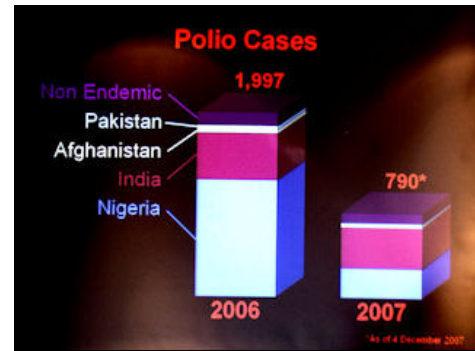 Polio Cases
1,997
Non Endemic
Pakistan
Afghanistan
India
Nigeria
790*
2006
2007
*As of 4 December 2007